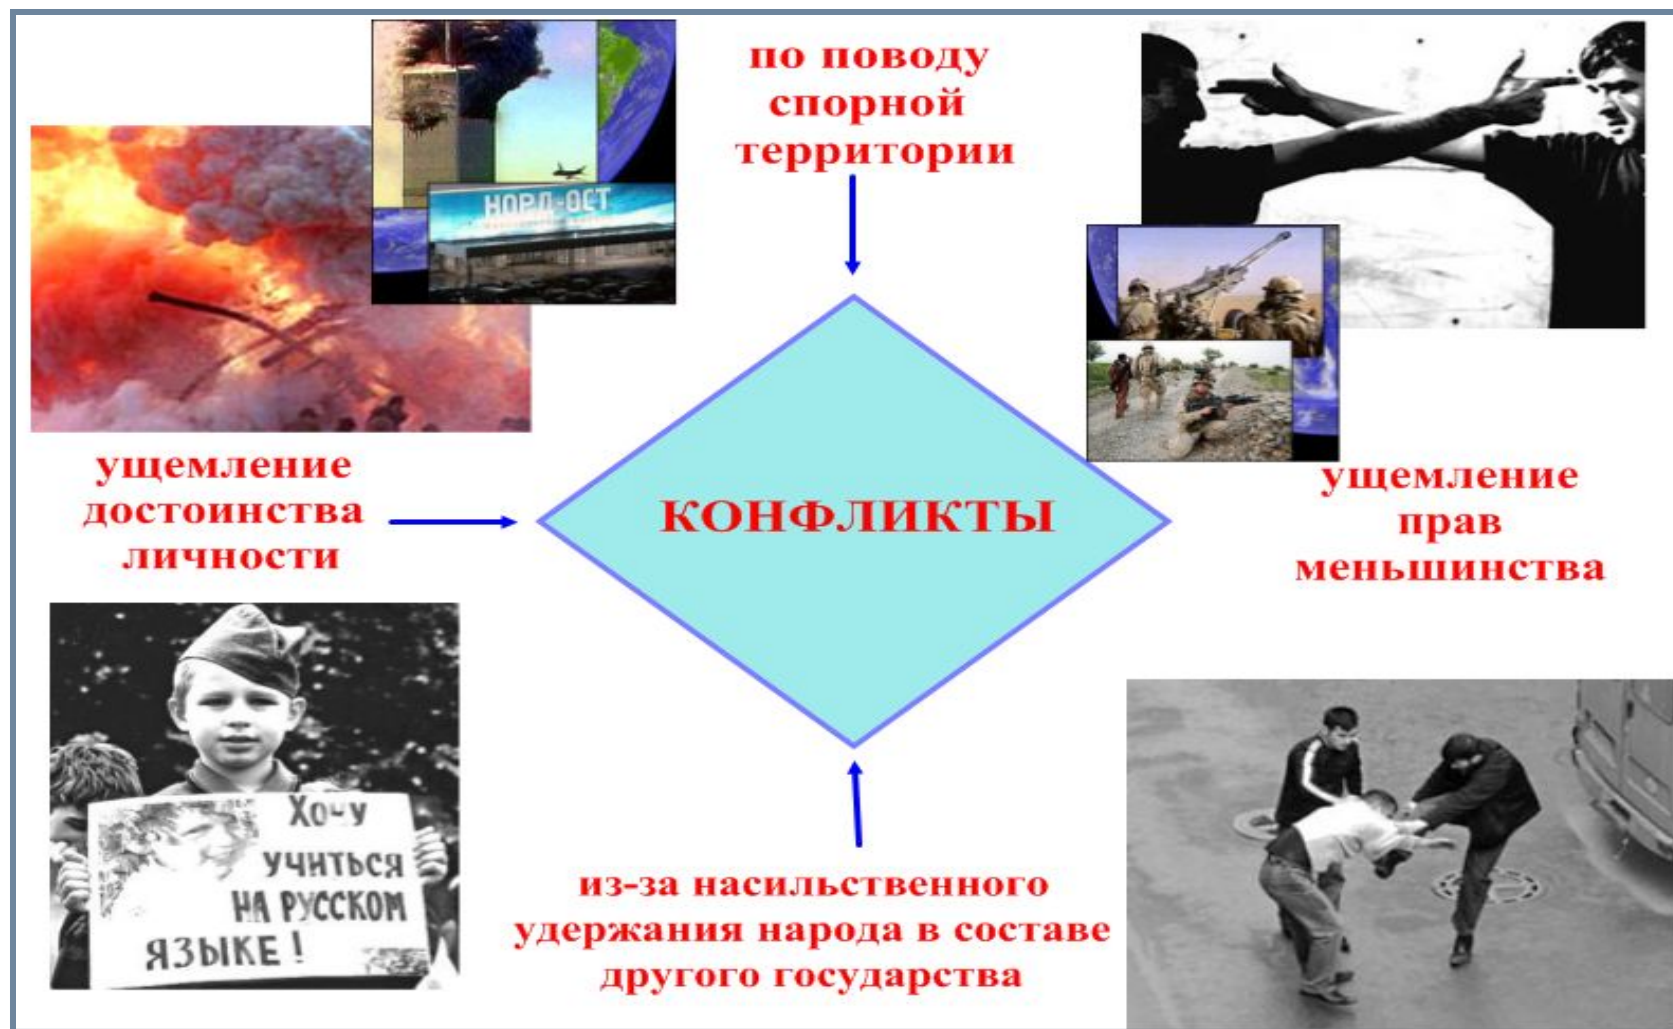 по поводу
спорной
территории
НОРД-ОСТ
ущемление
достоинства
личности
КОНФЛИКТЫ
ущемление
прав
меньшинства
Хочу
учиться
на русском
языке!
из-за насильственного
удержания народа в составе
другого государства